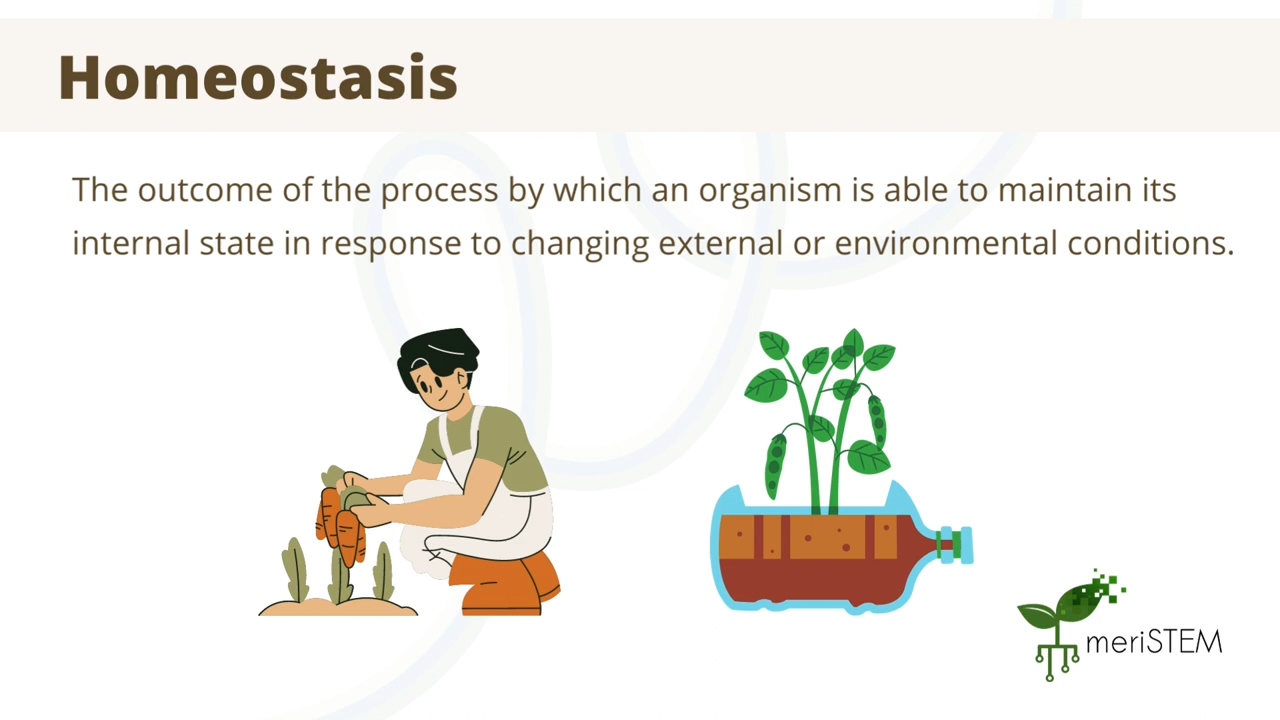 Homeostasis
The outcome of the process by which an organism is able to maintain its
internal state in response to changing external or environmental conditions.
meriSTEM